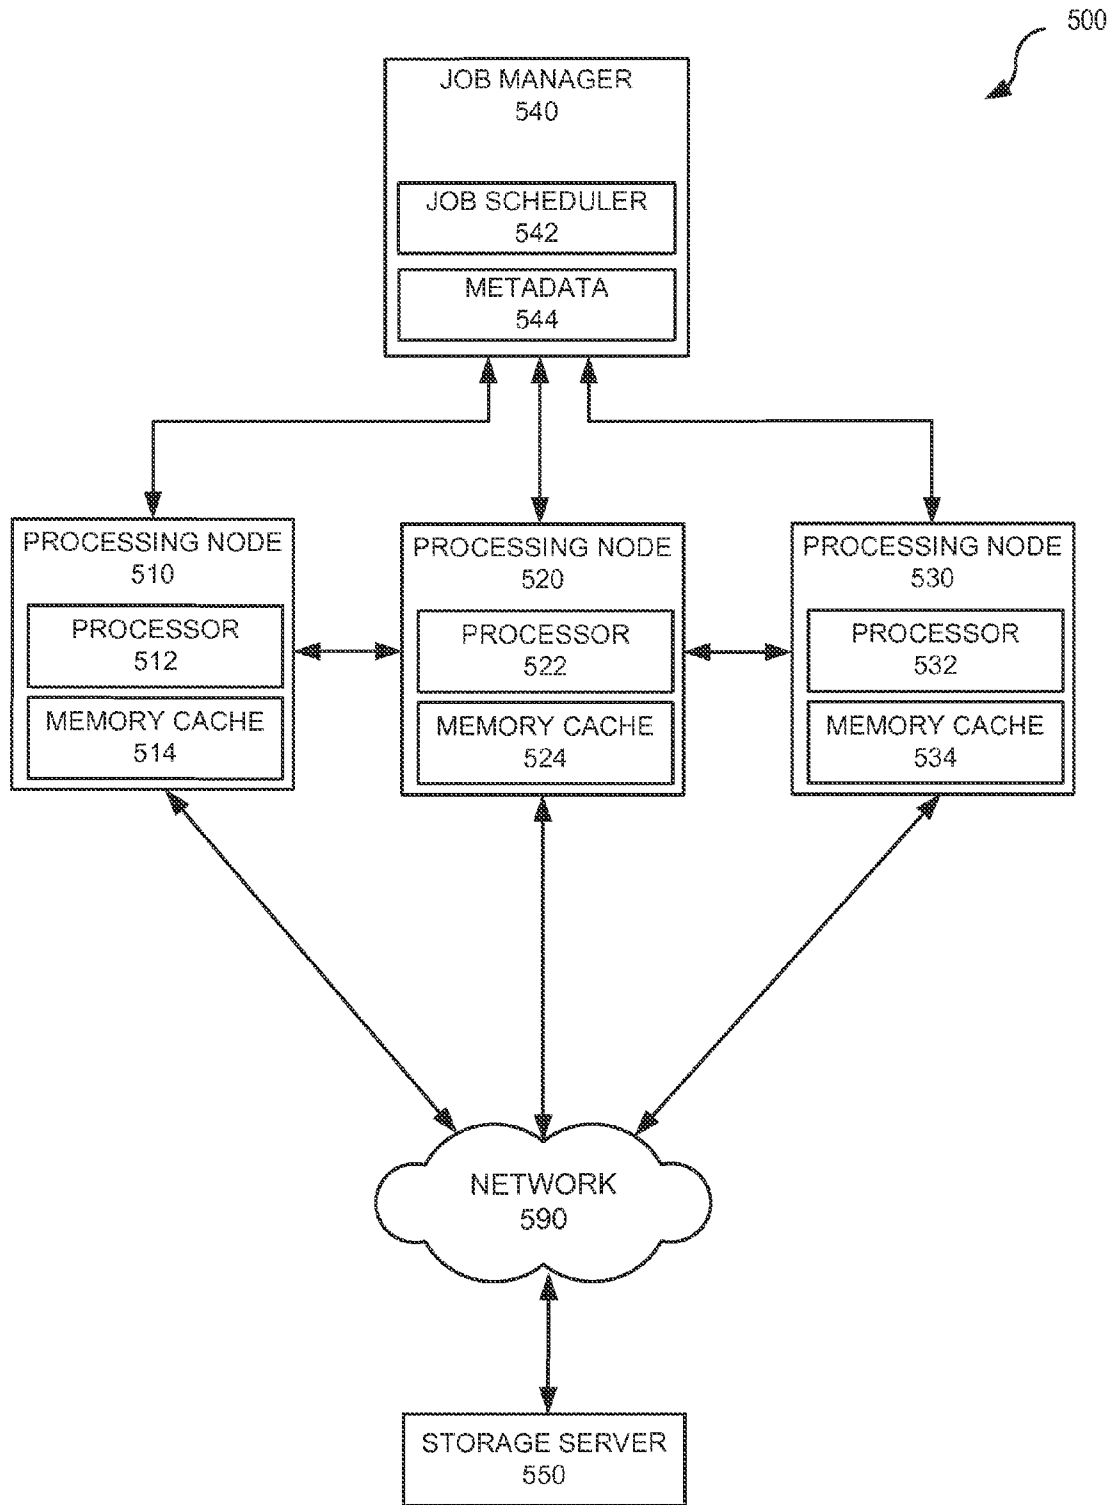 500
JOB MANAGER
540
JOB SCHEDULER
542
METADATA
544
PROCESSING NODE
510
PROCESSOR
512
MEMORY CACHE
514
PROCESSING NODE
520
PROCESSOR
522
MEMORY CACHE
524
PROCESSING NODE
530
PROCESSOR
532
MEMORY CACHE
534
NETWORK
590
STORAGE SERVER
550